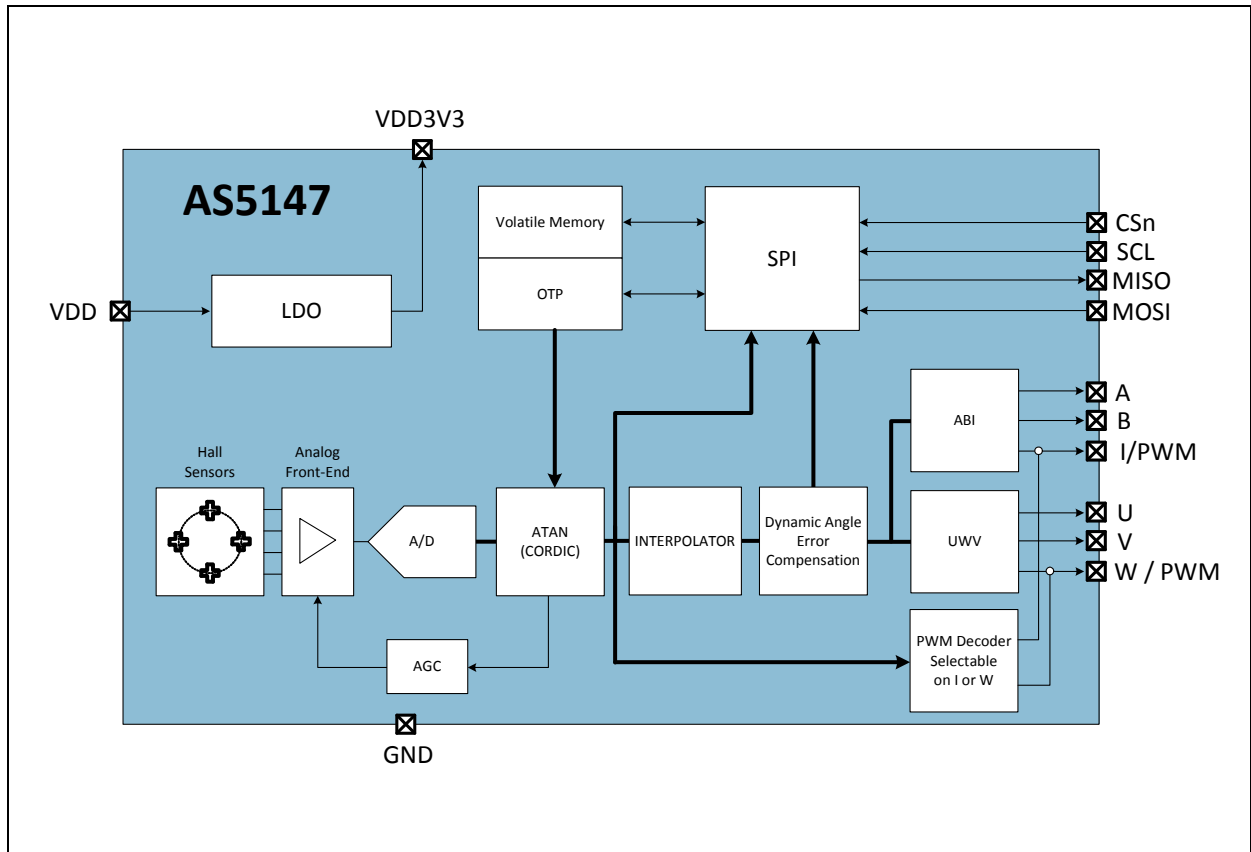 VDD3V3
AS5147
Volatile Memory
OTP
SPI
CSn
SCL
MISO
MOSI
VDD
LDO
A
B
I/PWM
ABI
Hall
Sensors
Analog
Front-End
A/D
ATAN
(CORDIC)
INTERPOLATOR
Dynamic Angle
Error
Compensation
UWV
U
V
W / PWM
AGC
PWM Decoder
Selectable
on I or W
GND